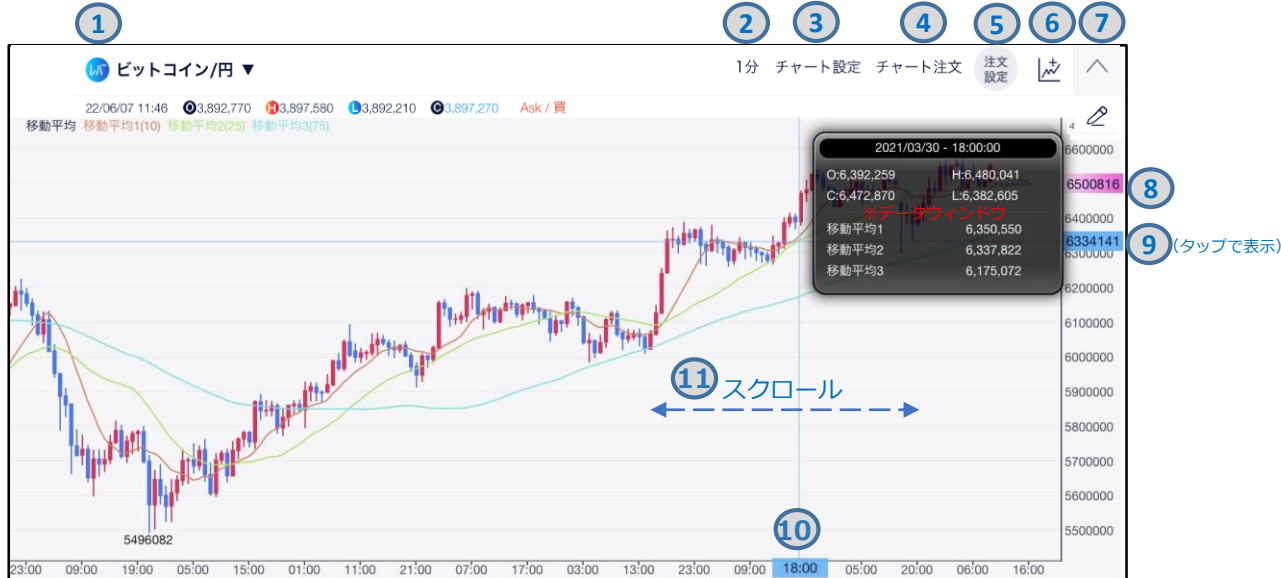 1 2 3 4 5 6 7
ビットコイン/円 ▼ 1分 チャート設定 チャート注文 注文
設定
22/06/07 11:46 O3,892,770 H3,897,580 L3,892,210 C3,897,270 Ask / 買
移動平均 移動平均1(10) 移動平均2(25) 移動平均3(75)
4
2021/03/30 - 18:00:00
O:6,392,259 H:6,480,041
C:6,472,870 L:6,382,605
※データウィンドウ
移動平均1 6,350,550
移動平均2 6,337,822
移動平均3 6,175,072
6600000
6500816 8
6400000
6334141 9 (タップで表示)
6300000
6200000
6100000
6000000
5900000
5800000
5700000
5600000
5500000
11 スクロール
10
5496082
23:00 09:00 19:00 05:00 15:00 01:00 11:00 21:00 07:00 17:00 03:00 13:00 23:00 09:00 18:00 05:00 20:00 06:00 16:00